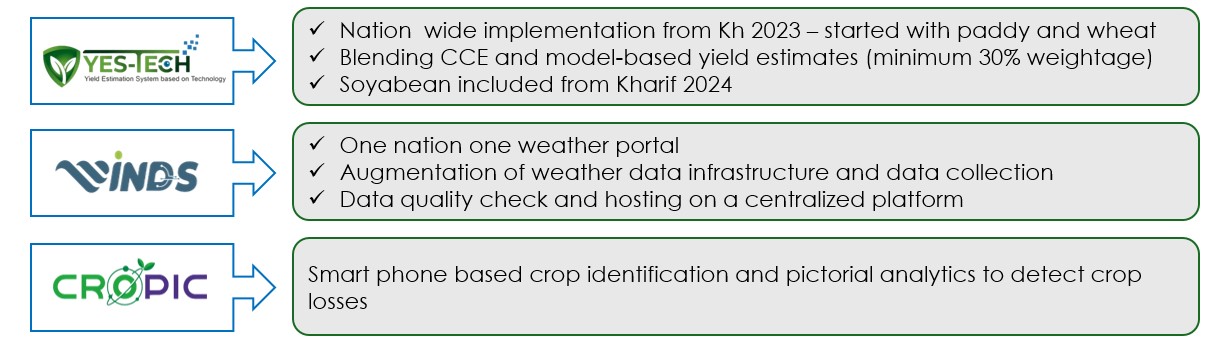 YES-TECH
Yield Estimation System based on Technology
✓ Nation wide implementation from Kh 2023 – started with paddy and wheat
✓ Blending CCE and model-based yield estimates (minimum 30% weightage)
✓ Soyabean included from Kharif 2024
WINDS
✓ One nation one weather portal
✓ Augmentation of weather data infrastructure and data collection
✓ Data quality check and hosting on a centralized platform
CROPIC
Smart phone based crop identification and pictorial analytics to detect crop
losses